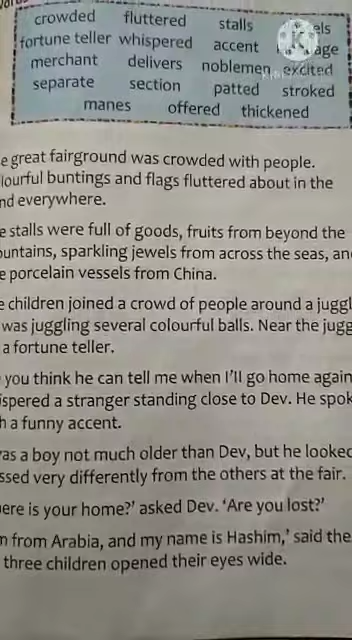 crowded fluttered stalls
fortune teller whispered accent
merchant delivers noblemen excited
separate section patted stroked
manes offered thickened
great fairground was crowded with people.
buntings and flags fluttered about in the
everywhere.
stalls were full of goods, fruits from beyond the
sparkling jewels from across the seas, an
porcelain vessels from China.
children joined a crowd of people around a juggl
was juggling several colourful balls. Near the jugg
a fortune teller.
you think he can tell me when I'll go home again
ispered a stranger standing close to Dev. He spok
a funny accent.
as a boy not much older than Dev, but he looked
ssed very differently from the others at the fair.
ere is your home?' asked Dev. 'Are you lost?'
from Arabia, and my name is Hashim,' said the
three children opened their eyes wide.